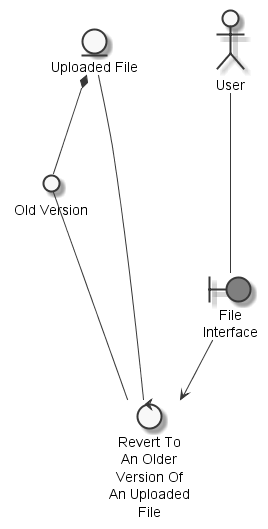 Uploaded File
User
Old Version
File
Interface
Revert To
An Older
Version Of
An Uploaded
File